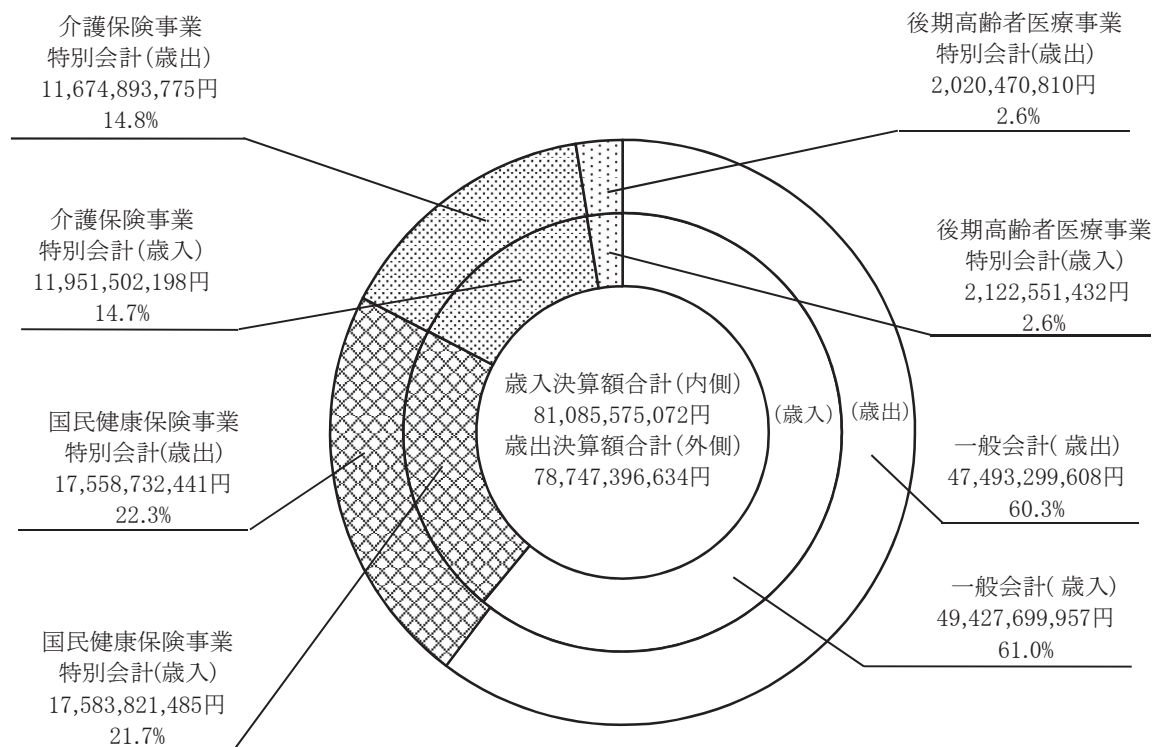 介護保険事業
特別会計(歳出)
11,674,893,775円
14.8%
後期高齢者医療事業
特別会計(歳出)
2,020,470,810円
2.6%
介護保険事業
特別会計(歳入)
11,951,502,198円
14.7%
後期高齢者医療事業
特別会計(歳入)
2,122,551,432円
2.6%
歳入決算額合計(内側)
81,085,575,072円
歳出決算額合計(外側)
78,747,396,634円
(歳入)
(歳出)
国民健康保険事業
特別会計(歳出)
17,558,732,441円
22.3%
一般会計( 歳出)
47,493,299,608円
60.3%
一般会計( 歳入)
49,427,699,957円
61.0%
国民健康保険事業
特別会計(歳入)
17,583,821,485円
21.7%